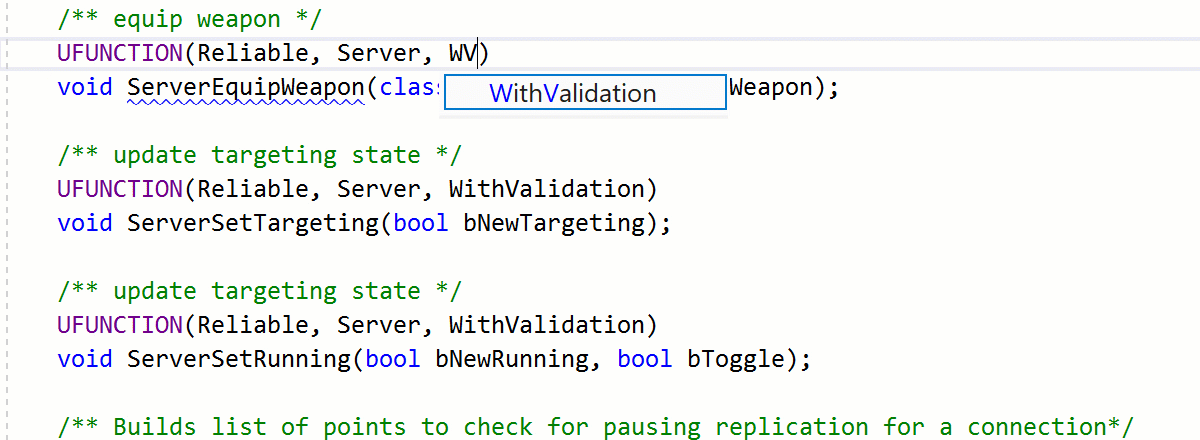 /** equip weapon */
UFUNCTION(Reliable, Server, WV)
void ServerEquipWeapon(clas Weapon);
WithValidation
/** update targeting state */
UFUNCTION(Reliable, Server, WithValidation)
void ServerSetTargeting(bool bNewTargeting);
/** update targeting state */
UFUNCTION(Reliable, Server, WithValidation)
void ServerSetRunning(bool bNewRunning, bool bToggle);
/** Builds list of points to check for pausing replication for a connection*/